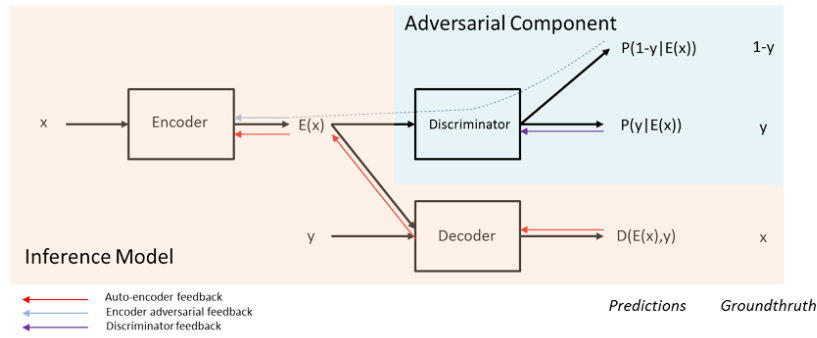 Adversarial Component
P(1-y|E(x)) 1-y
x Encoder E(x) Discriminator P(y|E(x)) y
y Decoder D(E(x),y) x
Inference Model
Auto-encoder feedback
Encoder adversarial feedback
Discriminator feedback
Predictions Groundthruth